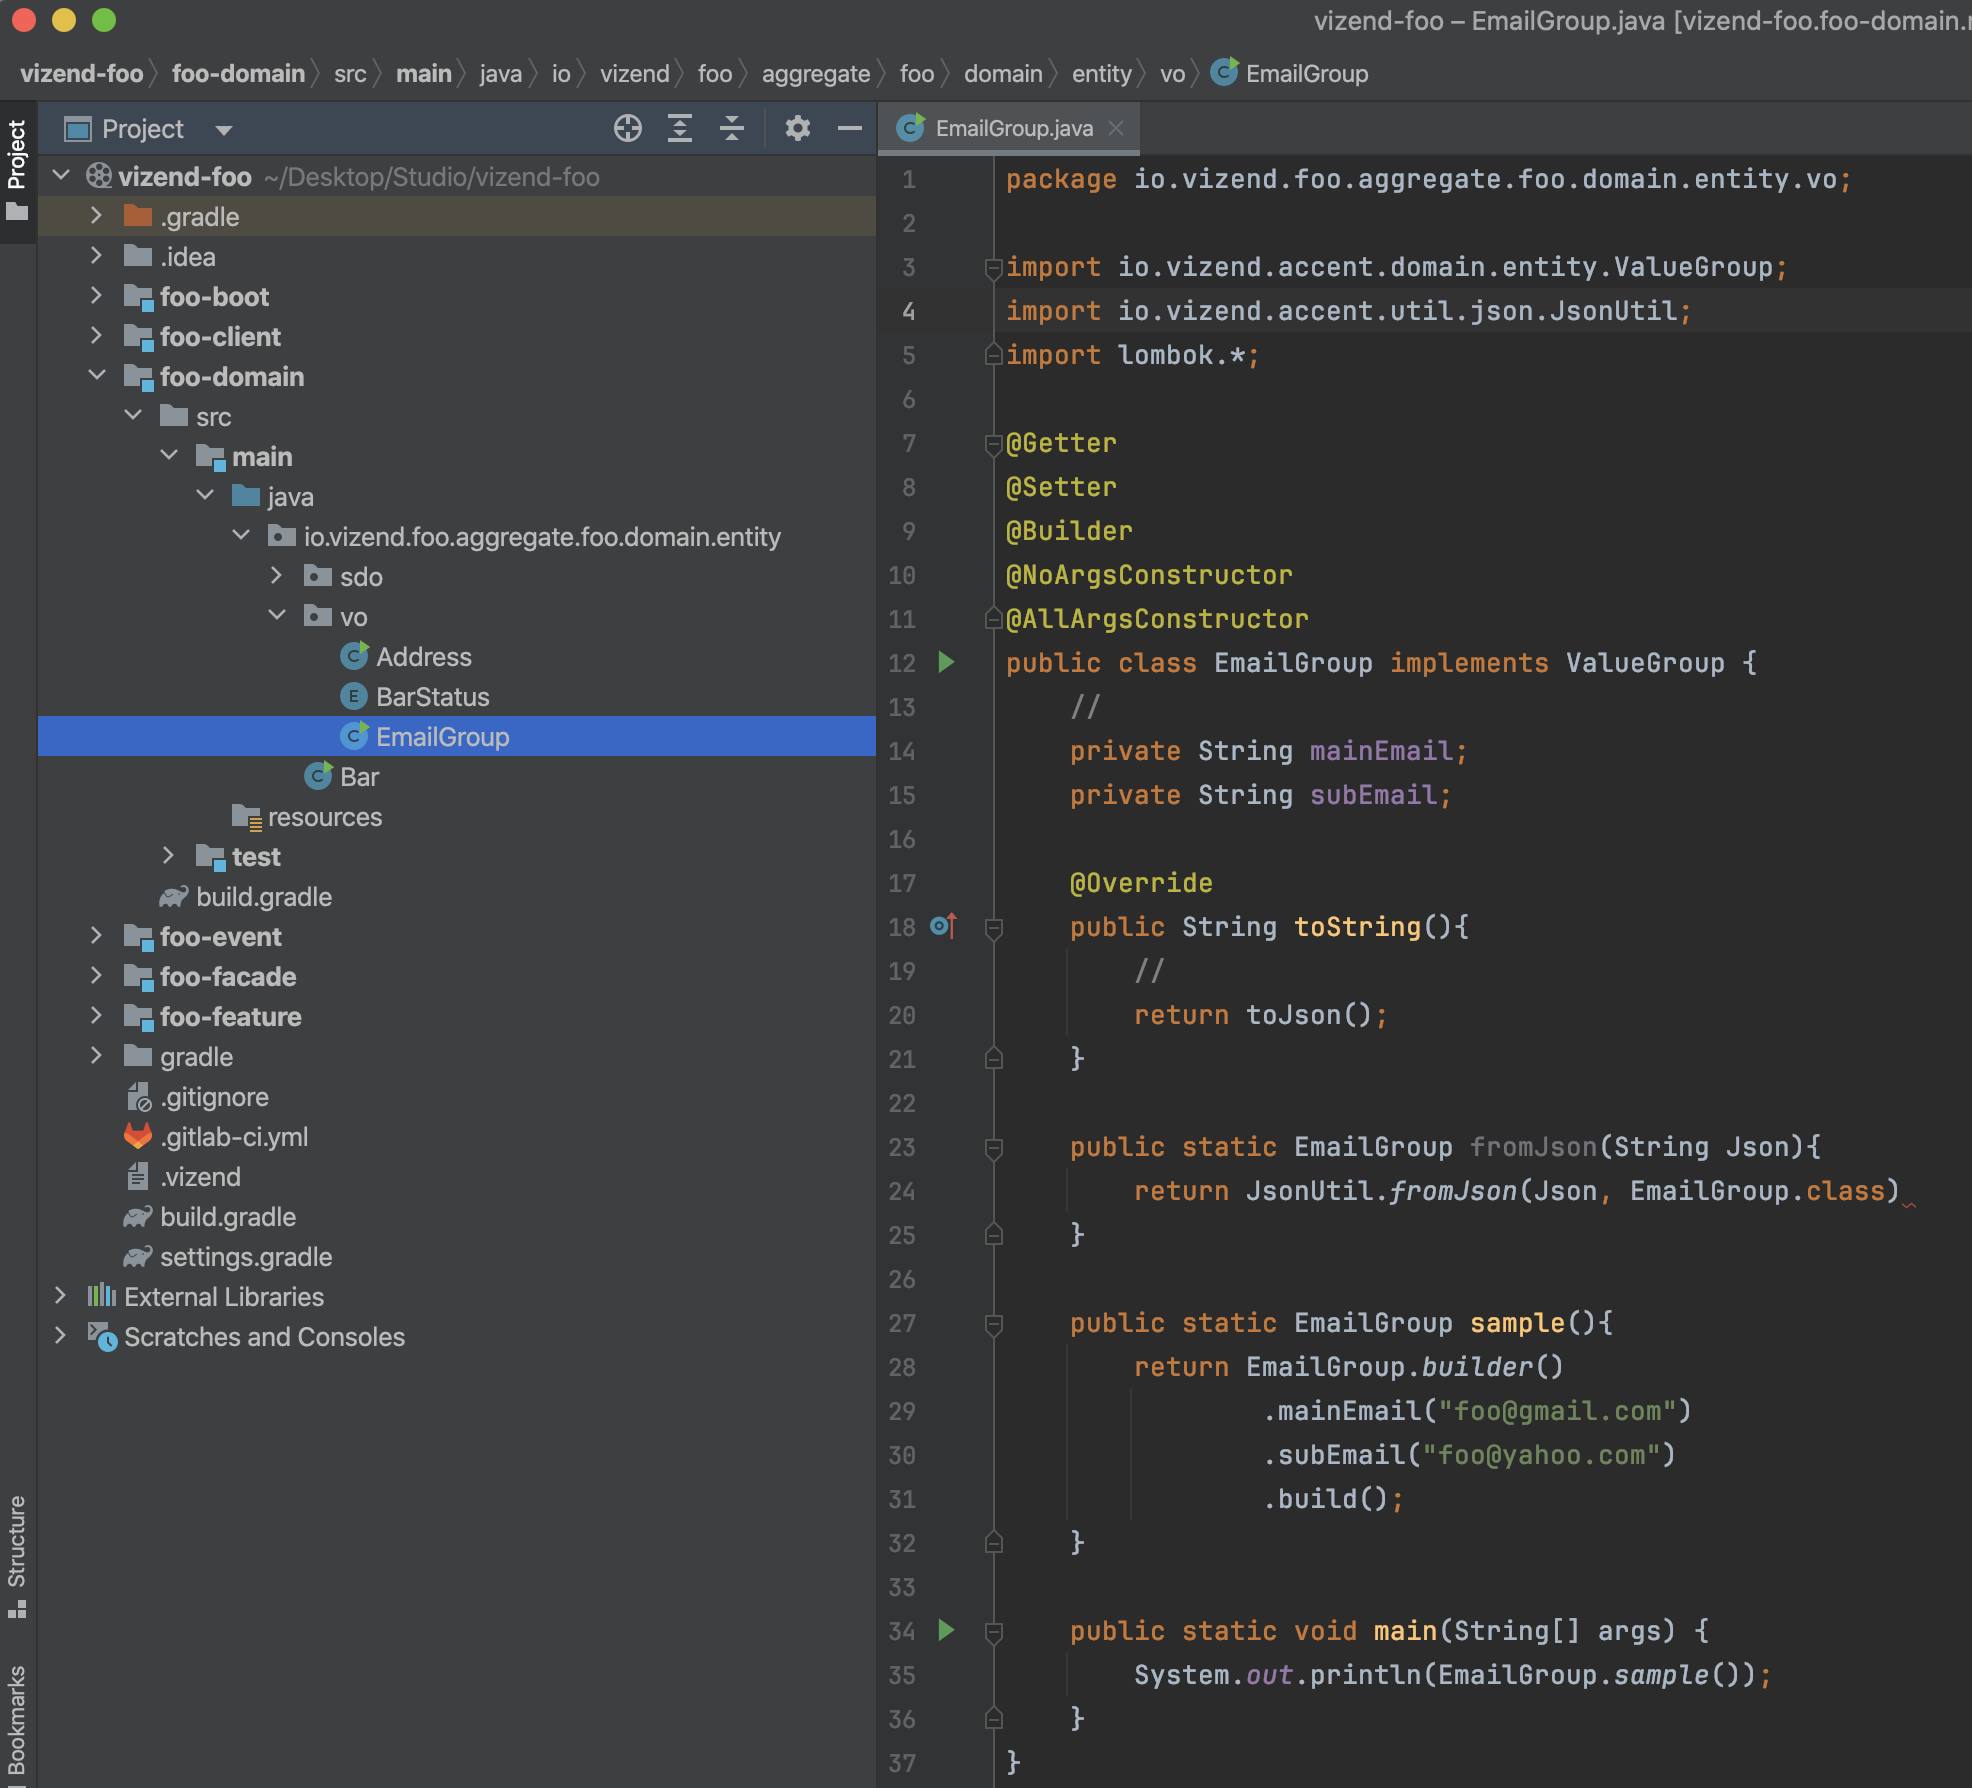 vizend-foo – EmailGroup.java [vizend-foo.foo-domain.
vizend-foo foo-domain src main java io vizend foo aggregate foo domain entity vo EmailGroup
Project
Project
EmailGroup.java
vizend-foo ~/Desktop/Studio/vizend-foo
.gradle
.idea
foo-boot
foo-client
foo-domain
src
main
java
io.vizend.foo.aggregate.foo.domain.entity
sdo
vo
Address
BarStatus
EmailGroup
Bar
resources
test
build.gradle
foo-event
foo-facade
foo-feature
gradle
.gitignore
.gitlab-ci.yml
.vizend
build.gradle
settings.gradle
External Libraries
Scratches and Consoles
Structure
Bookmarks
1 package io.vizend.foo.aggregate.foo.domain.entity.vo;
2
3 import io.vizend.accent.domain.entity.ValueGroup;
4 import io.vizend.accent.util.json.JsonUtil;
5 import lombok.*;
6
7 @Getter
8 @Setter
9 @Builder
10 @NoArgsConstructor
11 @AllArgsConstructor
12 public class EmailGroup implements ValueGroup {
13 //
14 private String mainEmail;
15 private String subEmail;
16
17 @Override
18 public String toString(){
19 //
20 return toJson();
21 }
22
23 public static EmailGroup fromJson(String Json){
24 return JsonUtil.fromJson(Json, EmailGroup.class)
25 }
26
27 public static EmailGroup sample(){
28 return EmailGroup.builder()
29 .mainEmail("foo@gmail.com")
30 .subEmail("foo@yahoo.com")
31 .build();
32 }
33
34 public static void main(String[] args) {
35 System.out.println(EmailGroup.sample());
36 }
37 }